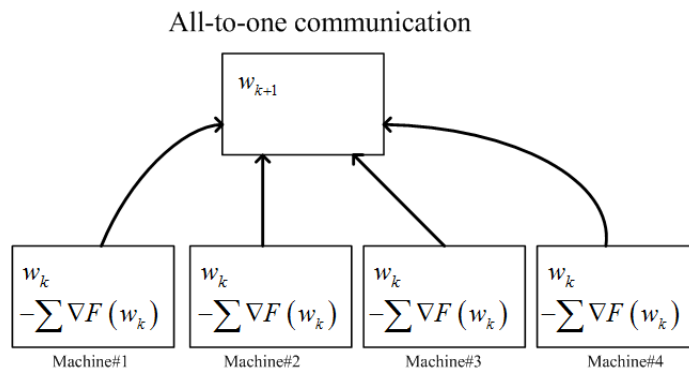 All-to-one communication
w_{k+1}
w_k w_k w_k w_k
-∑ ∇F(w_k) -∑ ∇F(w_k) -∑ ∇F(w_k) -∑ ∇F(w_k)
Machine#1 Machine#2 Machine#3 Machine#4